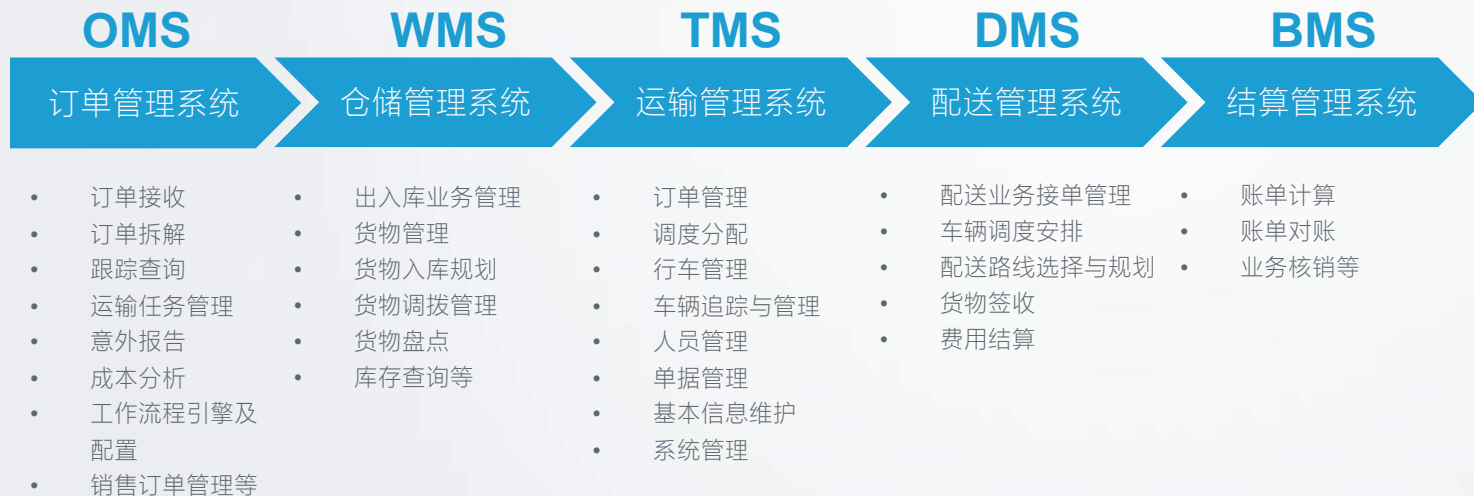 OMS
WMS
TMS
DMS
BMS
订单管理系统
仓储管理系统
运输管理系统
配送管理系统
结算管理系统
• 订单接收
• 订单拆解
• 跟踪查询
• 运输任务管理
• 意外报告
• 成本分析
• 工作流程引擎及
配置
• 销售订单管理等
• 出入库业务管理
• 货物管理
• 货物入库规划
• 货物调拨管理
• 货物盘点
• 库存查询等
• 订单管理
• 调度分配
• 行车管理
• 车辆追踪与管理
• 人员管理
• 单据管理
• 基本信息维护
• 系统管理
• 配送业务接单管理
• 车辆调度安排
• 配送路线选择与规划
• 货物签收
• 费用结算
• 账单计算
• 账单对账
• 业务核销等